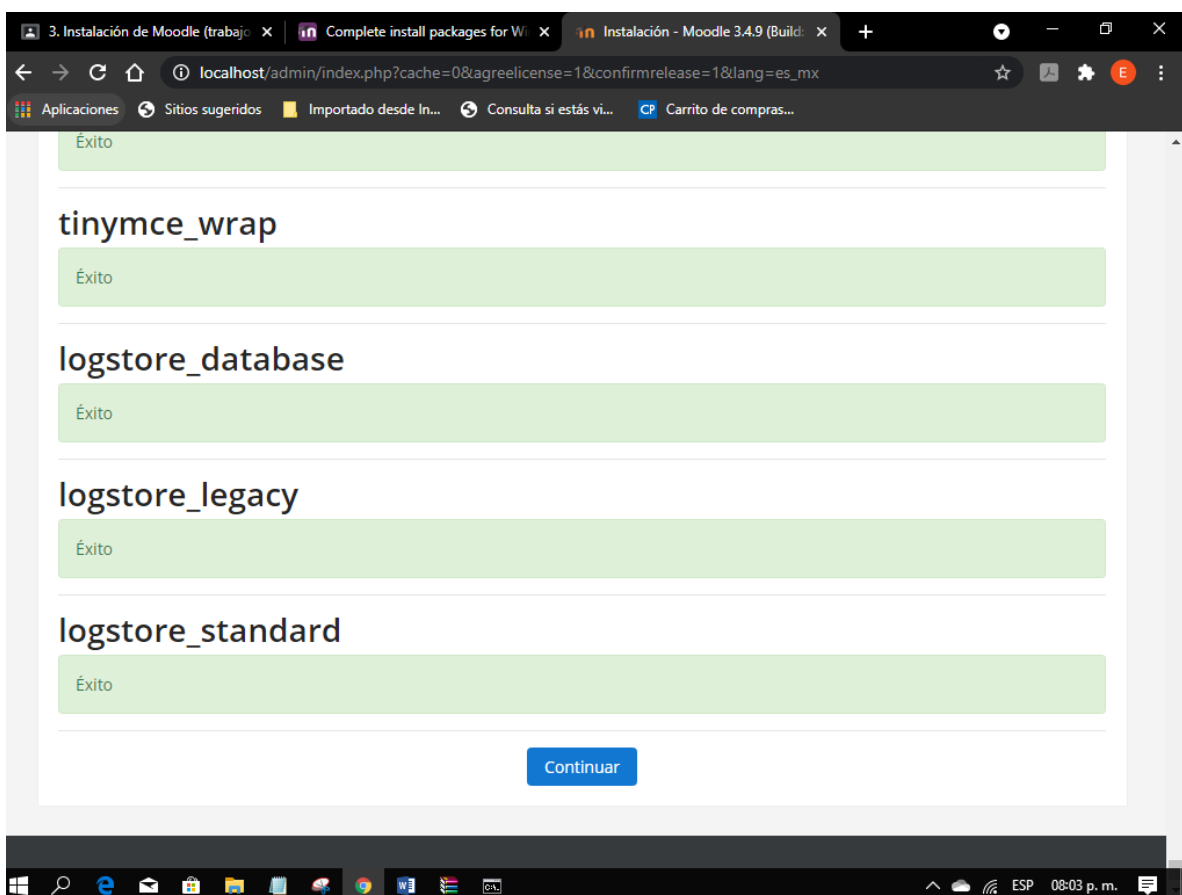 3. Instalación de Moodle (trabajo
Complete install packages for Wi
Instalación - Moodle 3.4.9 (Build:
localhost/admin/index.php?cache=0&agreelicense=1&confirmrelease=1&lang=es_mx
E
Aplicaciones
Sitios sugeridos
Importado desde In...
Consulta si estás vi...
CP Carrito de compras...
Éxito
tinymce_wrap
Éxito
logstore_database
Éxito
logstore_legacy
Éxito
logstore_standard
Éxito
Continuar
ESP
08:03 p. m.